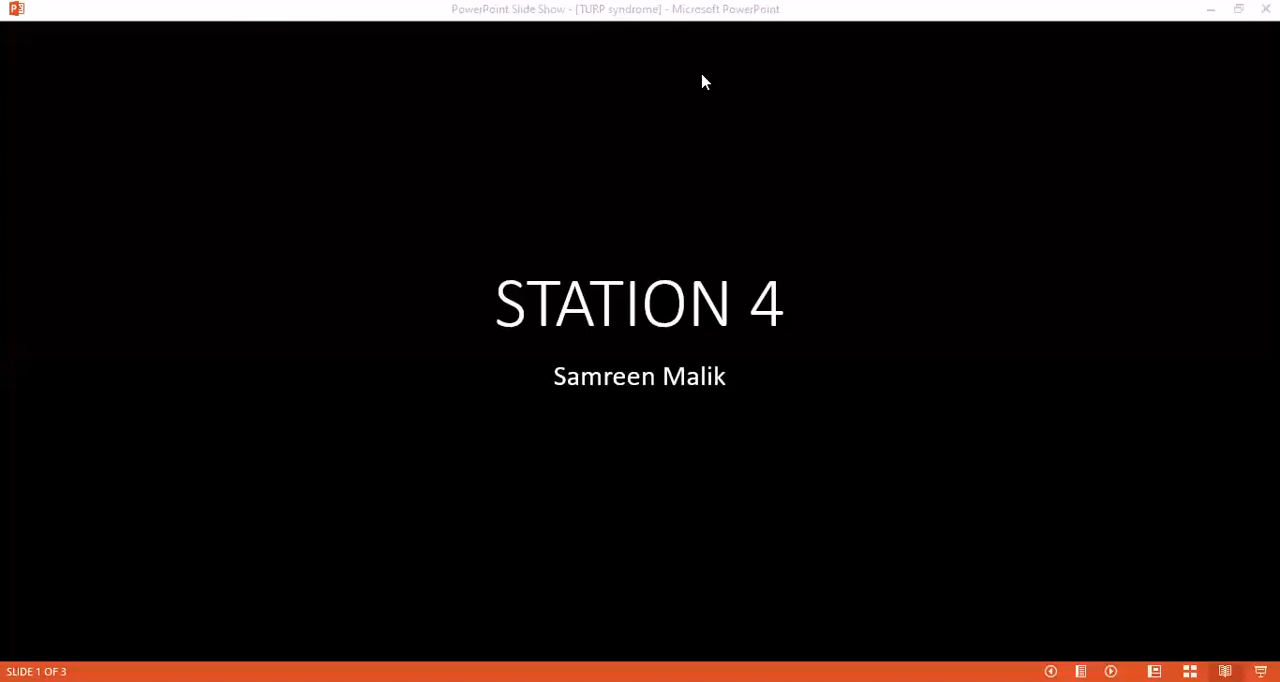 PowerPoint Slide Show - [TURP syndrome] - Microsoft PowerPoint
STATION 4
Samreen Malik
SLIDE 1 OF 3